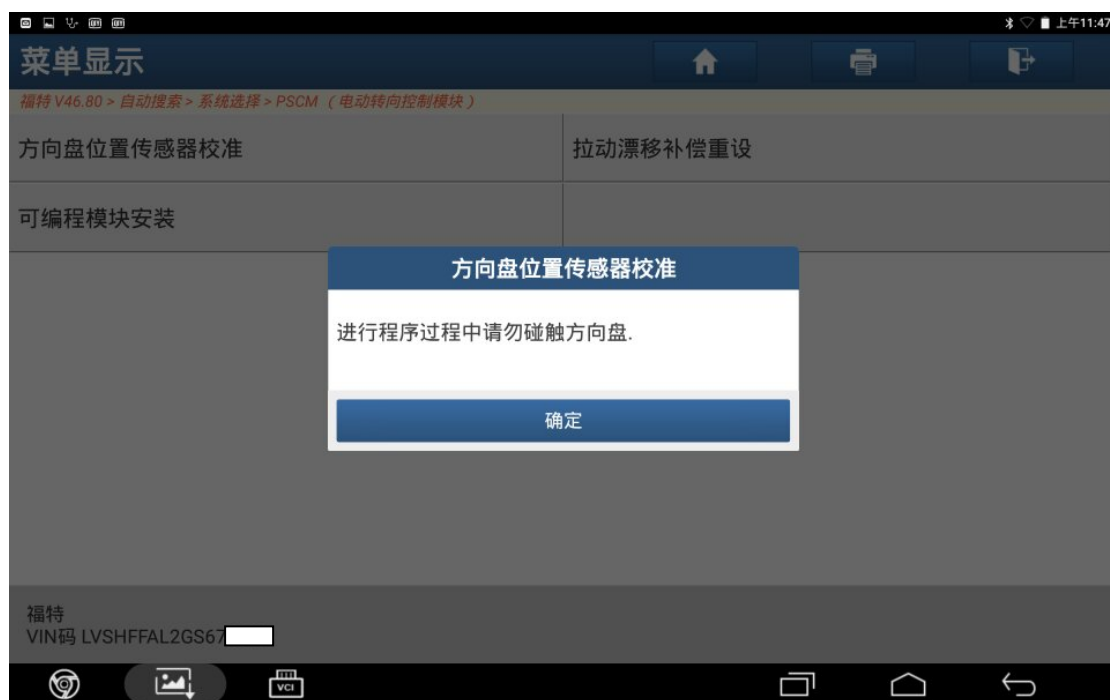 上午11:47
菜单显示
福特 V46.80 > 自动搜索 > 系统选择 > PSCM （电动转向控制模块）
方向盘位置传感器校准
拉动漂移补偿重设
可编程模块安装
方向盘位置传感器校准
进行程序过程中请勿碰触方向盘.
确定
福特
VIN码 LVSHFFAL2GS67
VCI